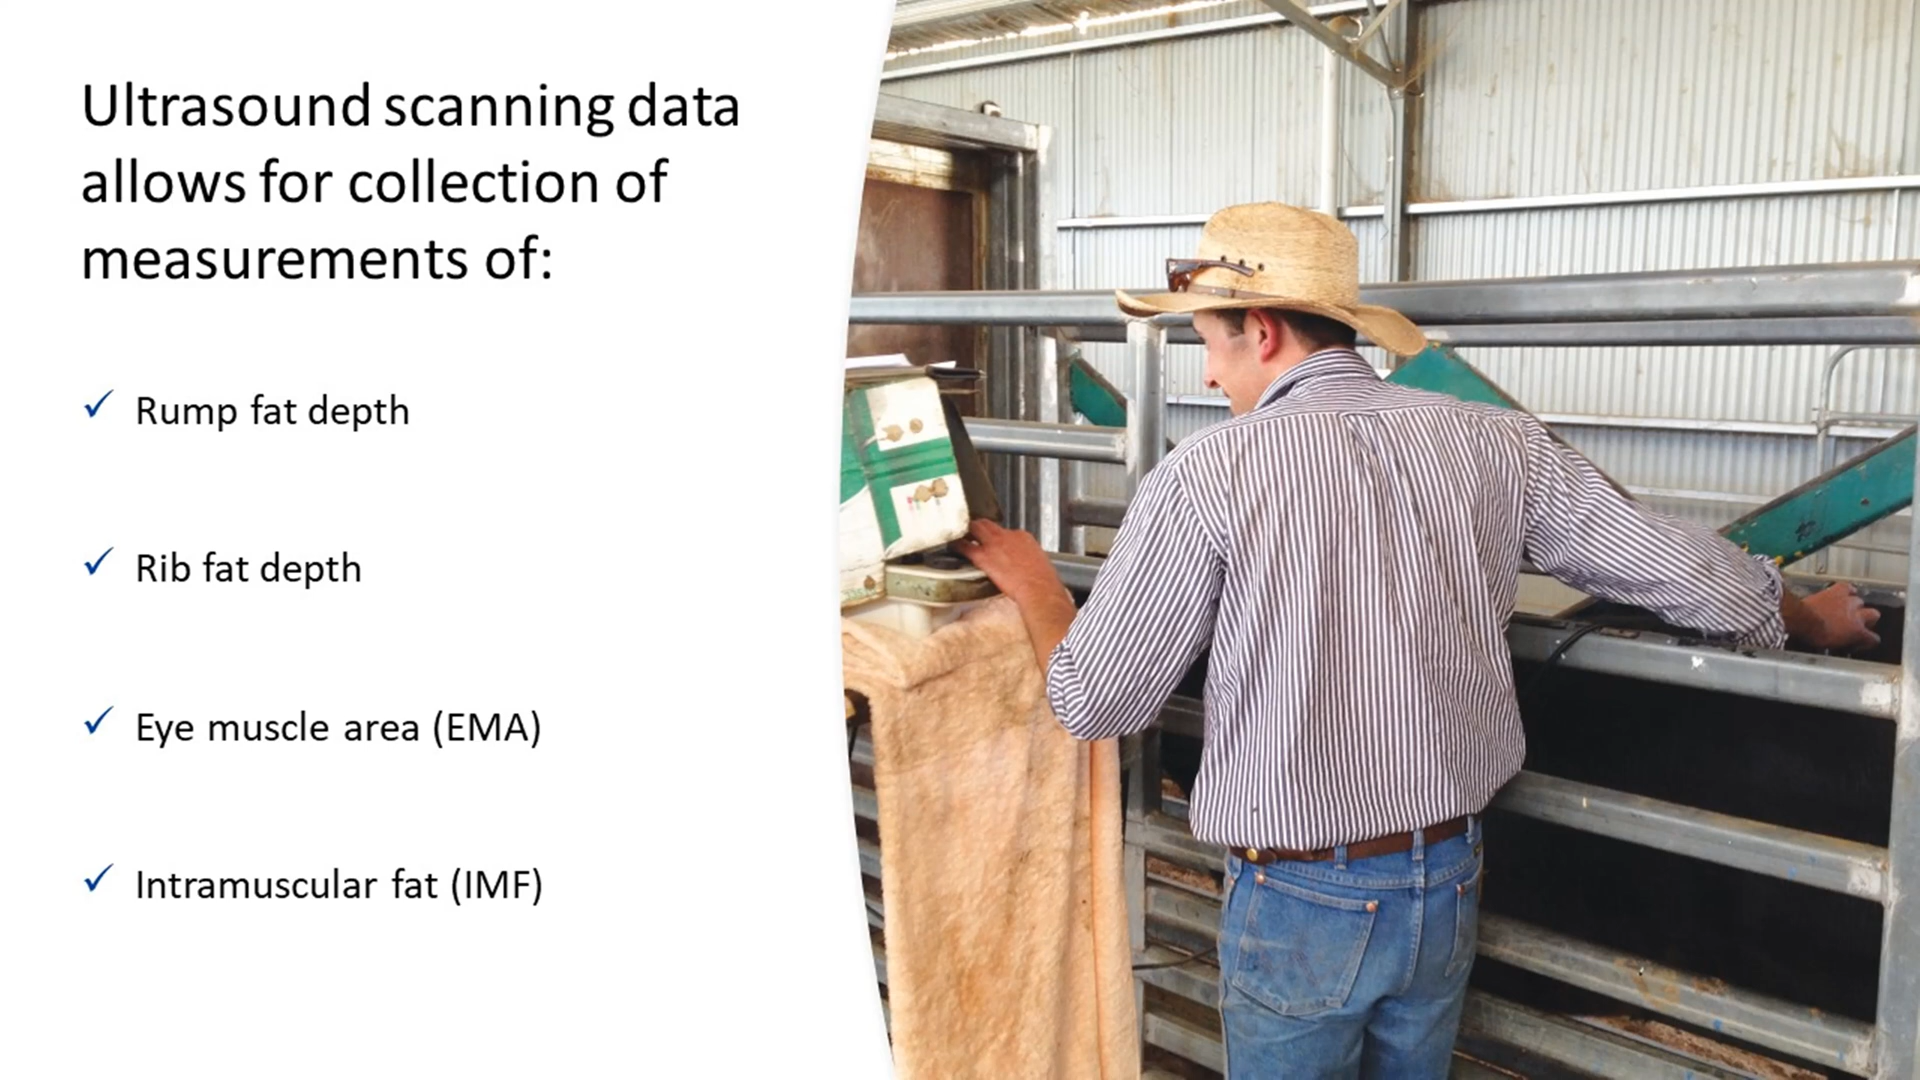 Ultrasound scanning data
allows for collection of
measurements of:
Rump fat depth
Rib fat depth
Eye muscle area (EMA)
Intramuscular fat (IMF)